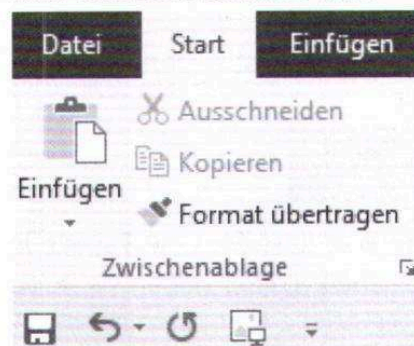 Datei Start Einfügen
Ausschneiden
Kopieren
Einfügen
Format übertragen
Zwischenablage